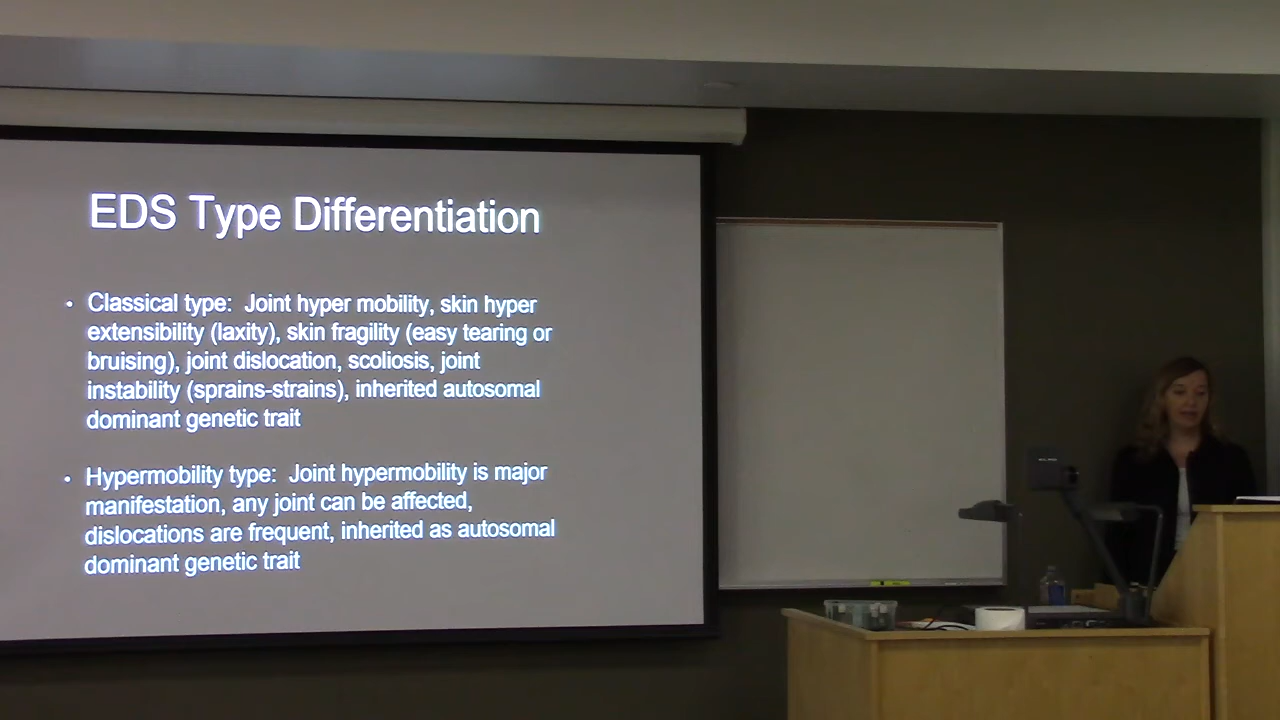 EDS Type Differentiation
• Classical type: Joint hyper mobility, skin hyper
extensibility (laxity), skin fragility (easy tearing or
bruising), joint dislocation, scoliosis, joint
instability (sprains-strains), inherited autosomal
dominant genetic trait
• Hypermobility type: Joint hypermobility is major
manifestation, any joint can be affected,
dislocations are frequent, inherited as autosomal
dominant genetic trait